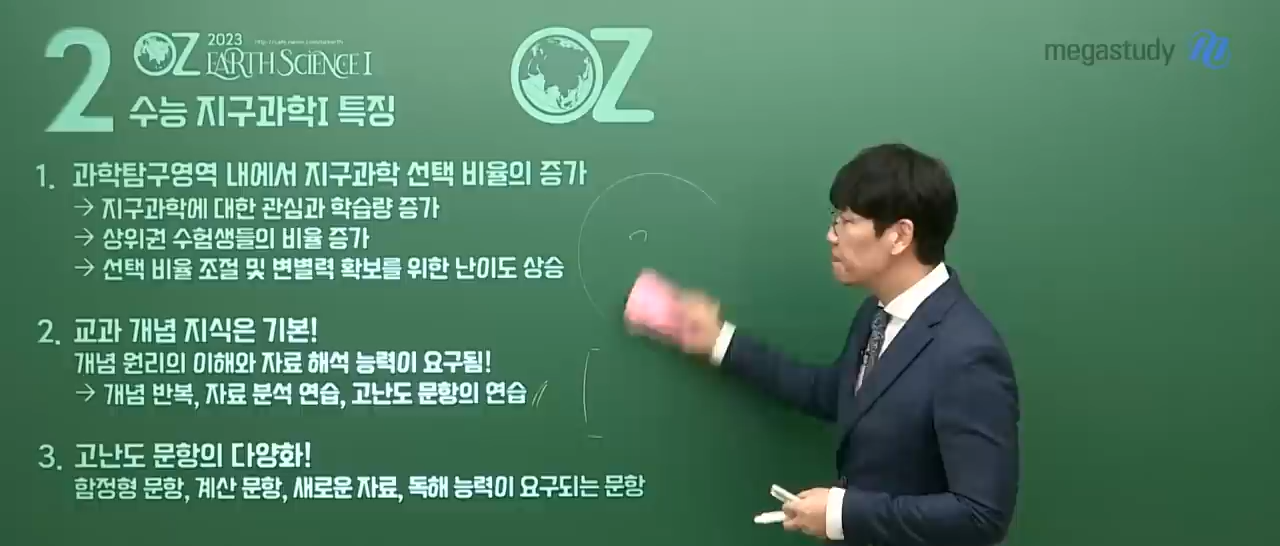 2
OZ 2023
EARTH SCIENCE I
수능 지구과학I 특징
OZ
megastudy
1. 과학탐구영역 내에서 지구과학 선택 비율의 증가
→ 지구과학에 대한 관심과 학습량 증가
→ 상위권 수험생들의 비율 증가
→ 선택 비율 조절 및 변별력 확보를 위한 난이도 상승
2. 교과 개념 지식은 기본!
개념 원리의 이해와 자료 해석 능력이 요구됨!
→ 개념 반복, 자료 분석 연습, 고난도 문항의 연습
3. 고난도 문항의 다양화!
함정형 문항, 계산 문항, 새로운 자료, 독해 능력이 요구되는 문항